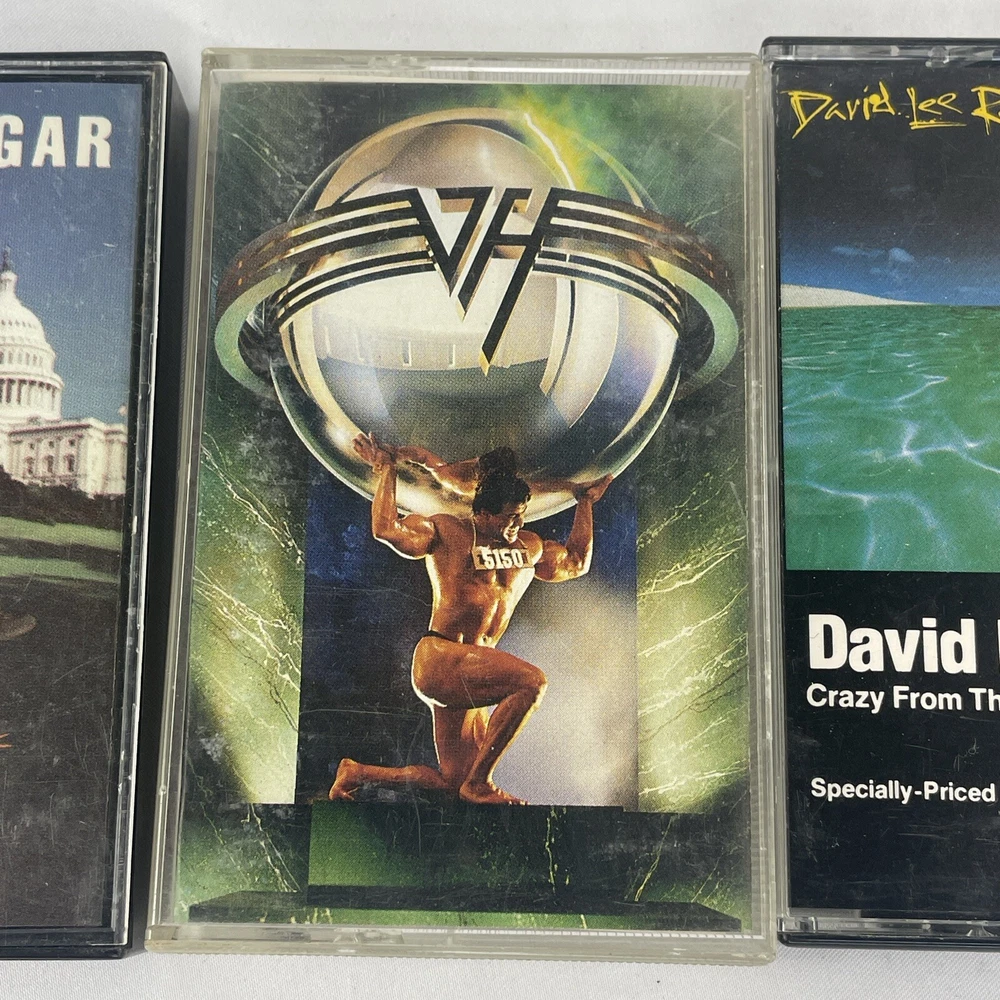 GAR
VH
5150
David Lee R
David
Crazy From Th
Specially-Priced